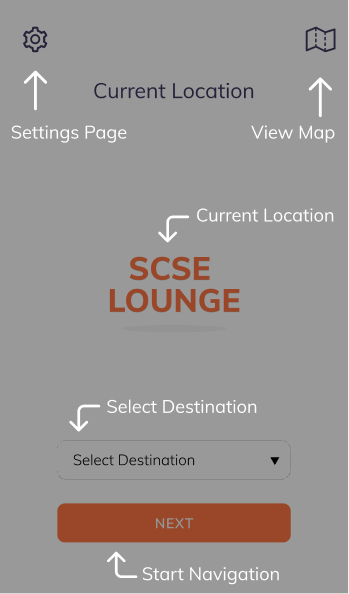 Current Location
Settings Page
View Map
Current Location
SCSE
LOUNGE
Select Destination
Select Destination
NEXT
Start Navigation